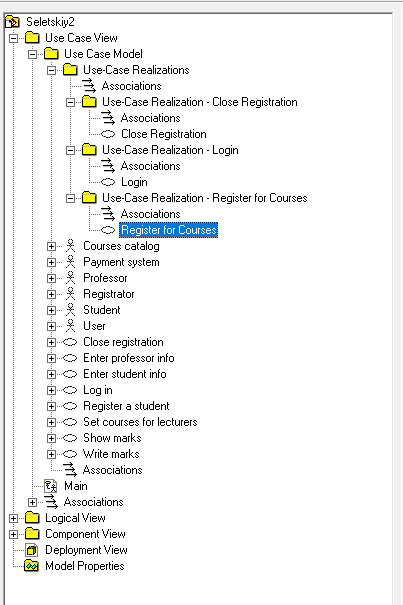 Seletskiy2
Use Case View
Use Case Model
Use-Case Realizations
Associations
Use-Case Realization - Close Registration
Associations
Close Registration
Use-Case Realization - Login
Associations
Login
Use-Case Realization - Register for Courses
Associations
Register for Courses
Courses catalog
Payment system
Professor
Registrator
Student
User
Close registration
Enter professor info
Enter student info
Log in
Register a student
Set courses for lecturers
Show marks
Write marks
Associations
Main
Associations
Logical View
Component View
Deployment View
Model Properties